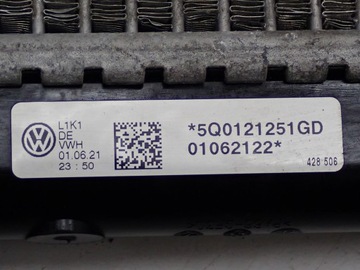 L1K1
DE
VWH
01.06.21
23:50
*5Q0121251GD
01062122*
428 506